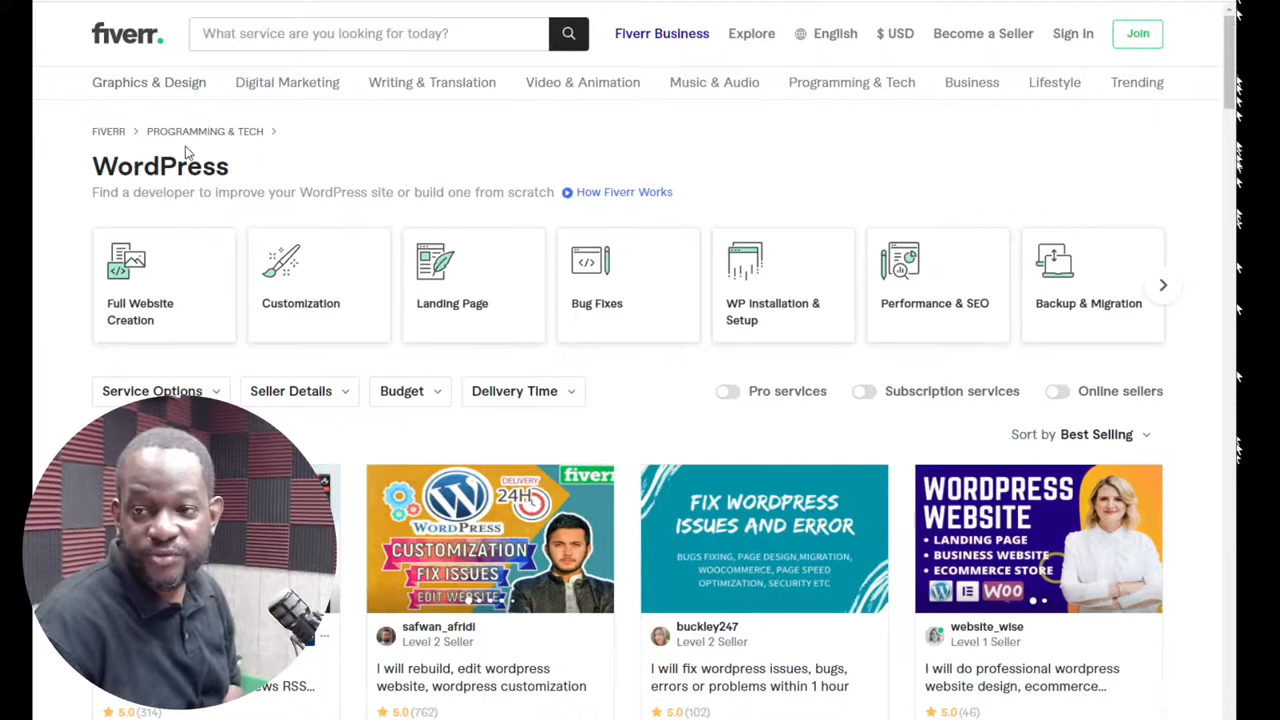 fiverr.
What service are you looking for today?
Fiverr Business
Explore
English
$ USD
Become a Seller
Sign In
Join
Graphics & Design
Digital Marketing
Writing & Translation
Video & Animation
Music & Audio
Programming & Tech
Business
Lifestyle
Trending
FIVERR > PROGRAMMING & TECH >
WordPress
Find a developer to improve your WordPress site or build one from scratch
How Fiverr Works
Full Website
Creation
Customization
Landing Page
Bug Fixes
WP Installation &
Setup
Performance & SEO
Backup & Migration
Service Options
Seller Details
Budget
Delivery Time
Pro services
Subscription services
Online sellers
Sort by Best Selling
ews RSS...
5.0 (314)
fiverr
DELIVERY
24H
WORDPRESS
CUSTOMIZATION
FIX ISSUES
EDIT WEBSITE
safwan_afridi
Level 2 Seller
I will rebuild, edit wordpress
website, wordpress customization
5.0 (762)
FIX WORDPRESS
ISSUES AND ERROR
BUGS FIXING, PAGE DESIGN,MIGRATION,
WOOCOMMERCE, PAGE SPEED
OPTIMIZATION, SECURITY ETC
buckley247
Level 2 Seller
I will fix wordpress issues, bugs,
errors or problems within 1 hour
5.0 (102)
WORDPRESS
WEBSITE
• LANDING PAGE
• BUSINESS WEBSITE
• ECOMMERCE STORE
WOO
website_wise
Level 1 Seller
I will do professional wordpress
website design, ecommerce...
5.0 (46)